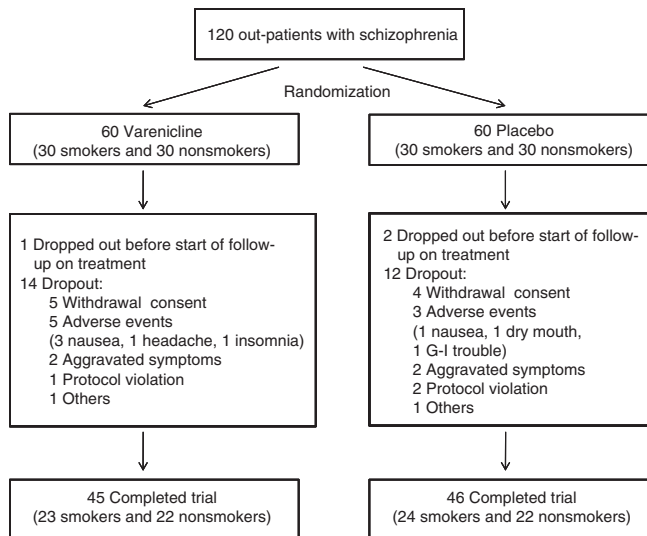 120 out-patients with schizophrenia
Randomization
60 Varenicline
(30 smokers and 30 nonsmokers)
60 Placebo
(30 smokers and 30 nonsmokers)
1 Dropped out before start of follow-
up on treatment
14 Dropout:
5 Withdrawal consent
5 Adverse events
(3 nausea, 1 headache, 1 insomnia)
2 Aggravated symptoms
1 Protocol violation
1 Others
2 Dropped out before start of follow-
up on treatment
12 Dropout:
4 Withdrawal consent
3 Adverse events
(1 nausea, 1 dry mouth,
1 G-I trouble)
2 Aggravated symptoms
2 Protocol violation
1 Others
45 Completed trial
(23 smokers and 22 nonsmokers)
46 Completed trial
(24 smokers and 22 nonsmokers)